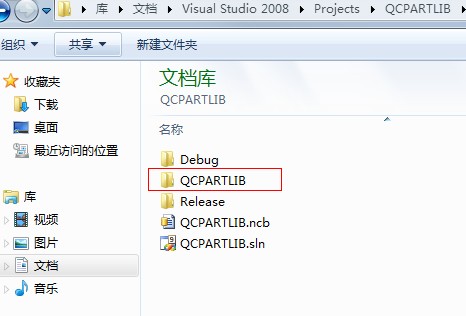 库 ▸ 文档 ▸ Visual Studio 2008 ▸ Projects ▸ QCPARTLIB ▸
组织 ▼ 共享 ▼ 新建文件夹
收藏夹
下载
桌面
最近访问的位置
库
视频
图片
文档
音乐
文档库
QCPARTLIB
名称
Debug
QCPARTLIB
Release
QCPARTLIB.ncb
QCPARTLIB.sln